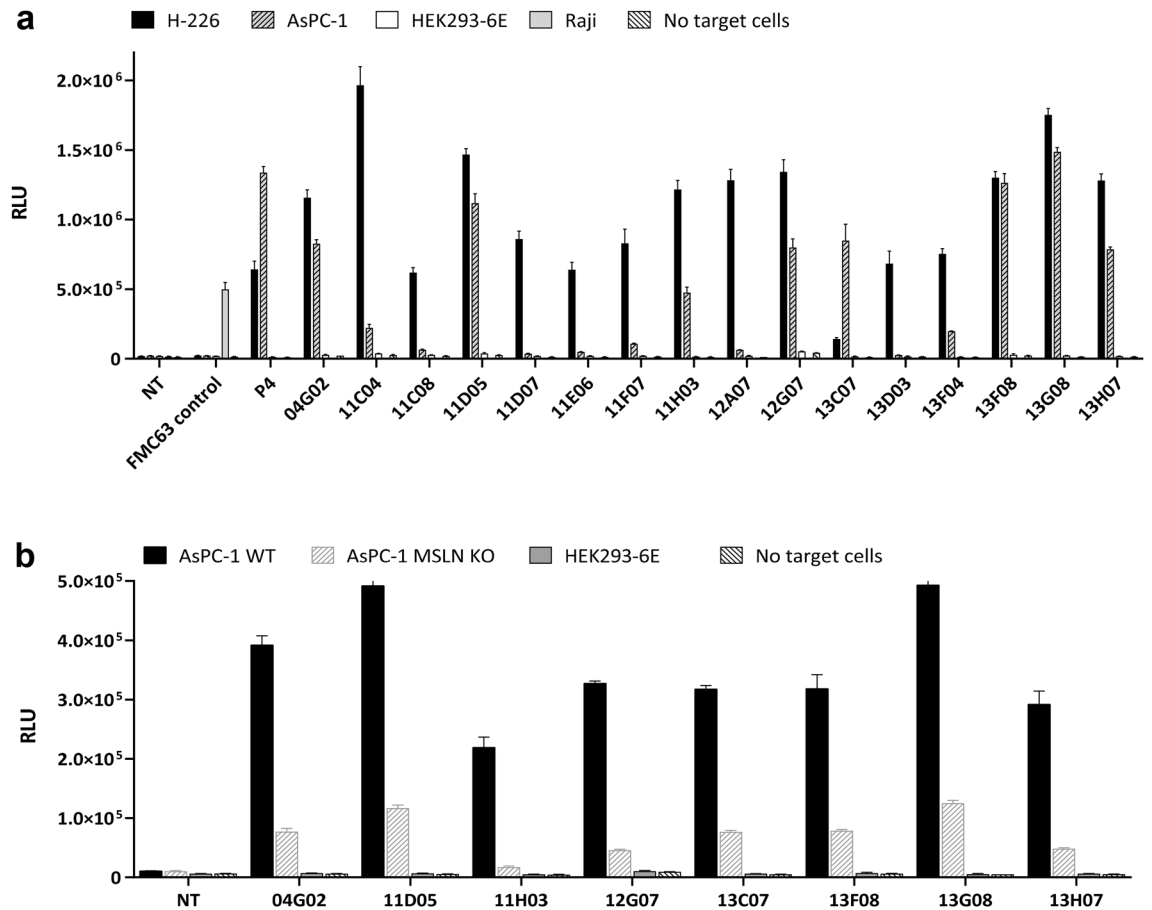 a
H-226 AsPC-1 HEK293-6E Raji No target cells
2.0×10⁶
1.5×10⁶
1.0×10⁶
5.0×10⁵
0
RLU
NT FMC63 control P4 04G02 11C04 11C08 11D05 11D07 11E06 11F07 11H03 12A07 12G07 13C07 13D03 13F04 13F08 13G08 13H07
b
AsPC-1 WT AsPC-1 MSLN KO HEK293-6E No target cells
5.0×10⁵
4.0×10⁵
3.0×10⁵
2.0×10⁵
1.0×10⁵
0
RLU
NT 04G02 11D05 11H03 12G07 13C07 13F08 13G08 13H07